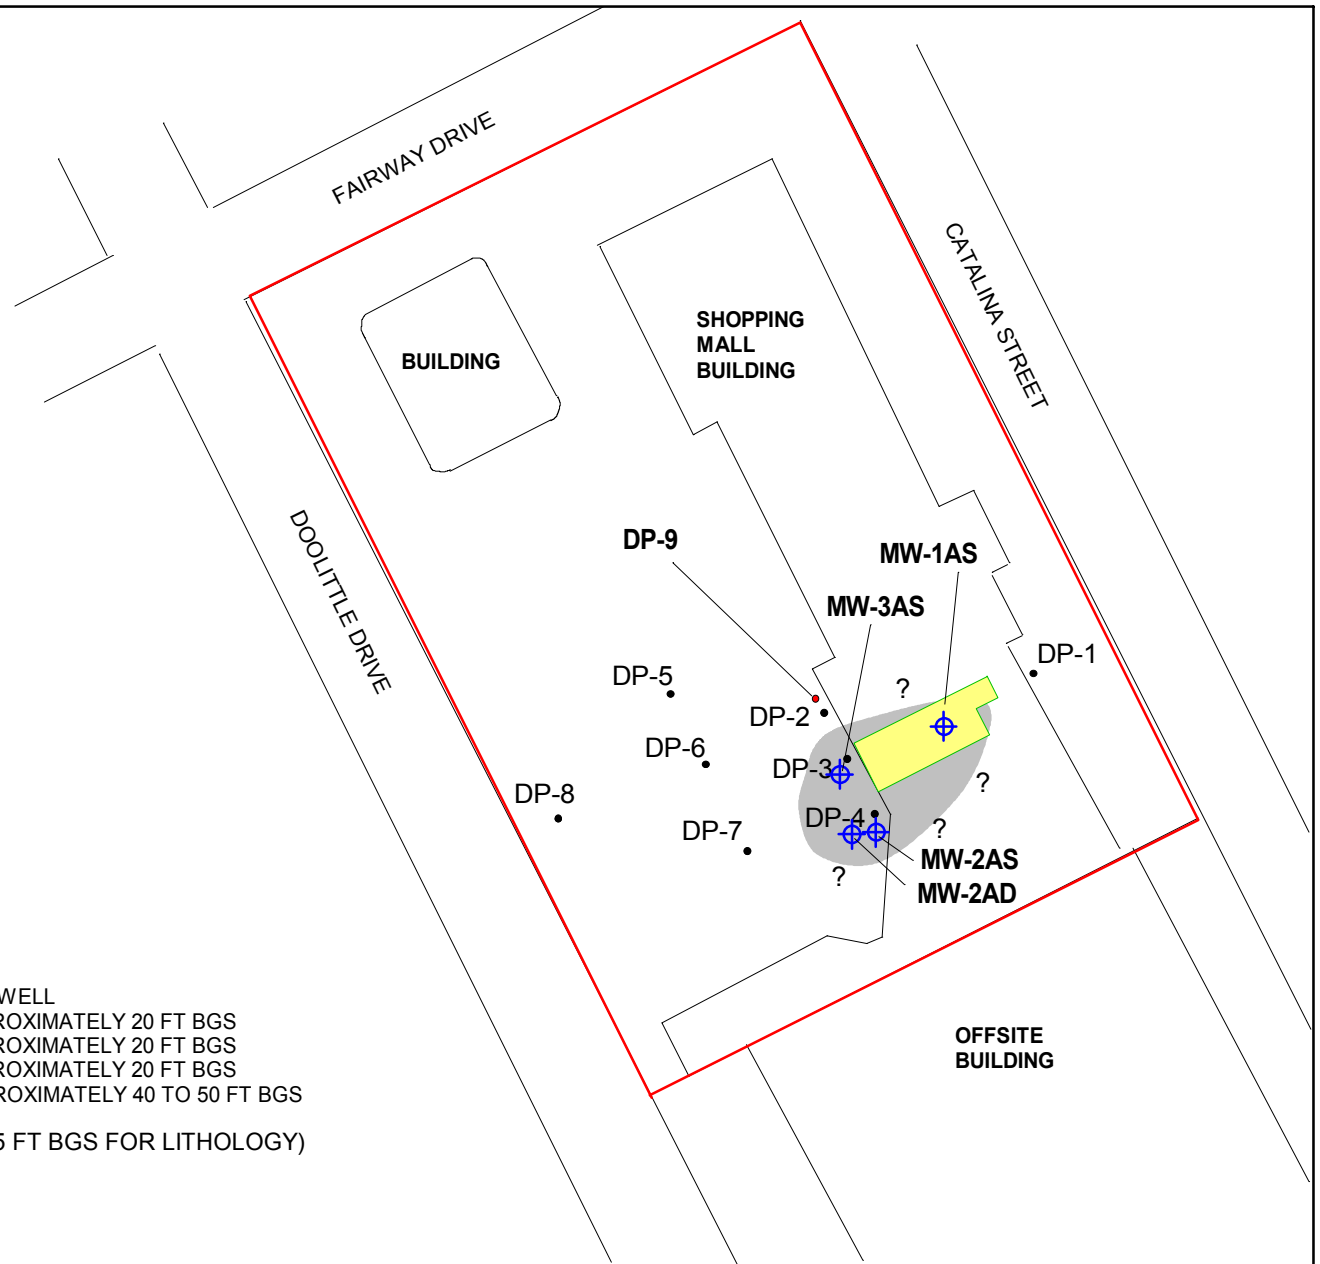 FAIRWAY DRIVE
CATALINA STREET
SHOPPING
MALL
BUILDING
BUILDING
DOOLITTLE DRIVE
DP-9
MW-1AS
MW-3AS
DP-1
DP-5
?
DP-2
DP-6
DP-3
?
DP-8
DP-4
?
DP-7
MW-2AS
?
MW-2AD
WELL
ROXIMATELY 20 FT BGS
ROXIMATELY 20 FT BGS
ROXIMATELY 20 FT BGS
ROXIMATELY 40 TO 50 FT BGS
5 FT BGS FOR LITHOLOGY)
OFFSITE
BUILDING